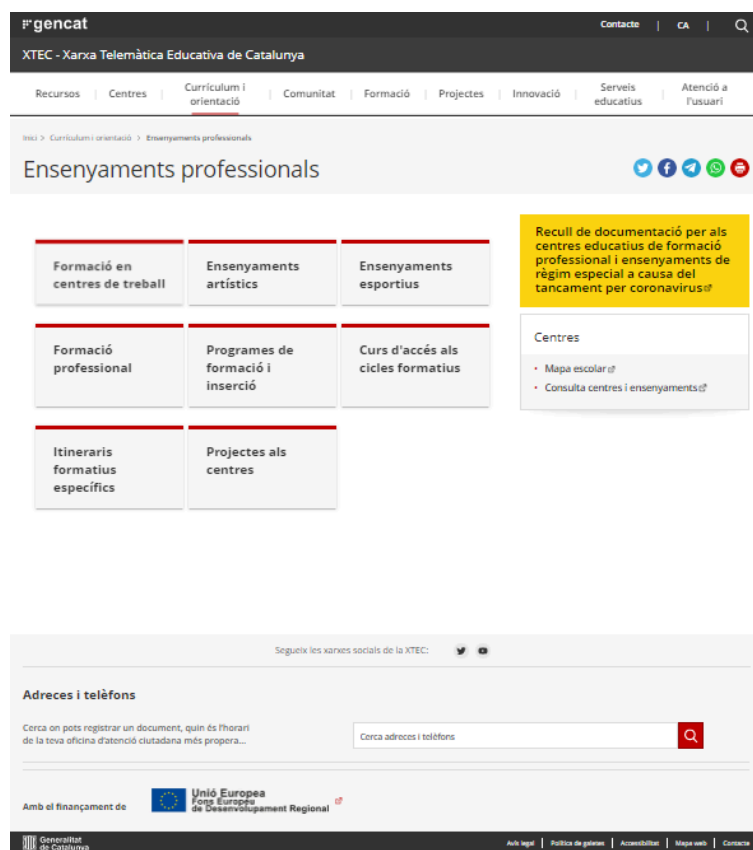 gencat
Contacte | CA |
XTEC - Xarxa Telemàtica Educativa de Catalunya
Recursos | Centres | Currículum i orientació | Comunitat | Formació | Projectes | Innovació | Serveis educatius | Atenció a l'usuari
Inici > Currículum i orientació > Ensenyaments professionals
Ensenyaments professionals
Formació en
centres de treball
Ensenyaments
artístics
Ensenyaments
esportius
Formació
professional
Programes de
formació i
inserció
Curs d'accés als
cicles formatius
Itineraris
formatius
específics
Projectes als
centres
Recull de documentació per als
centres educatius de formació
professional i ensenyaments de
règim especial a causa del
tancament per coronavirus
Centres
• Mapa escolar
• Consulta centres i ensenyaments
Segueix les xarxes socials de la XTEC:
Adreces i telèfons
Cerca on pots registrar un document, quin és l'horari
de la teva oficina d'atenció ciutadana més propera...
Cerca adreces i telèfons
Amb el finançament de
Unió Europea
Fons Europeu
de Desenvolupament Regional
Generalitat
de Catalunya
Avís legal | Política de galetes | Accessibilitat | Mapa web | Contacte